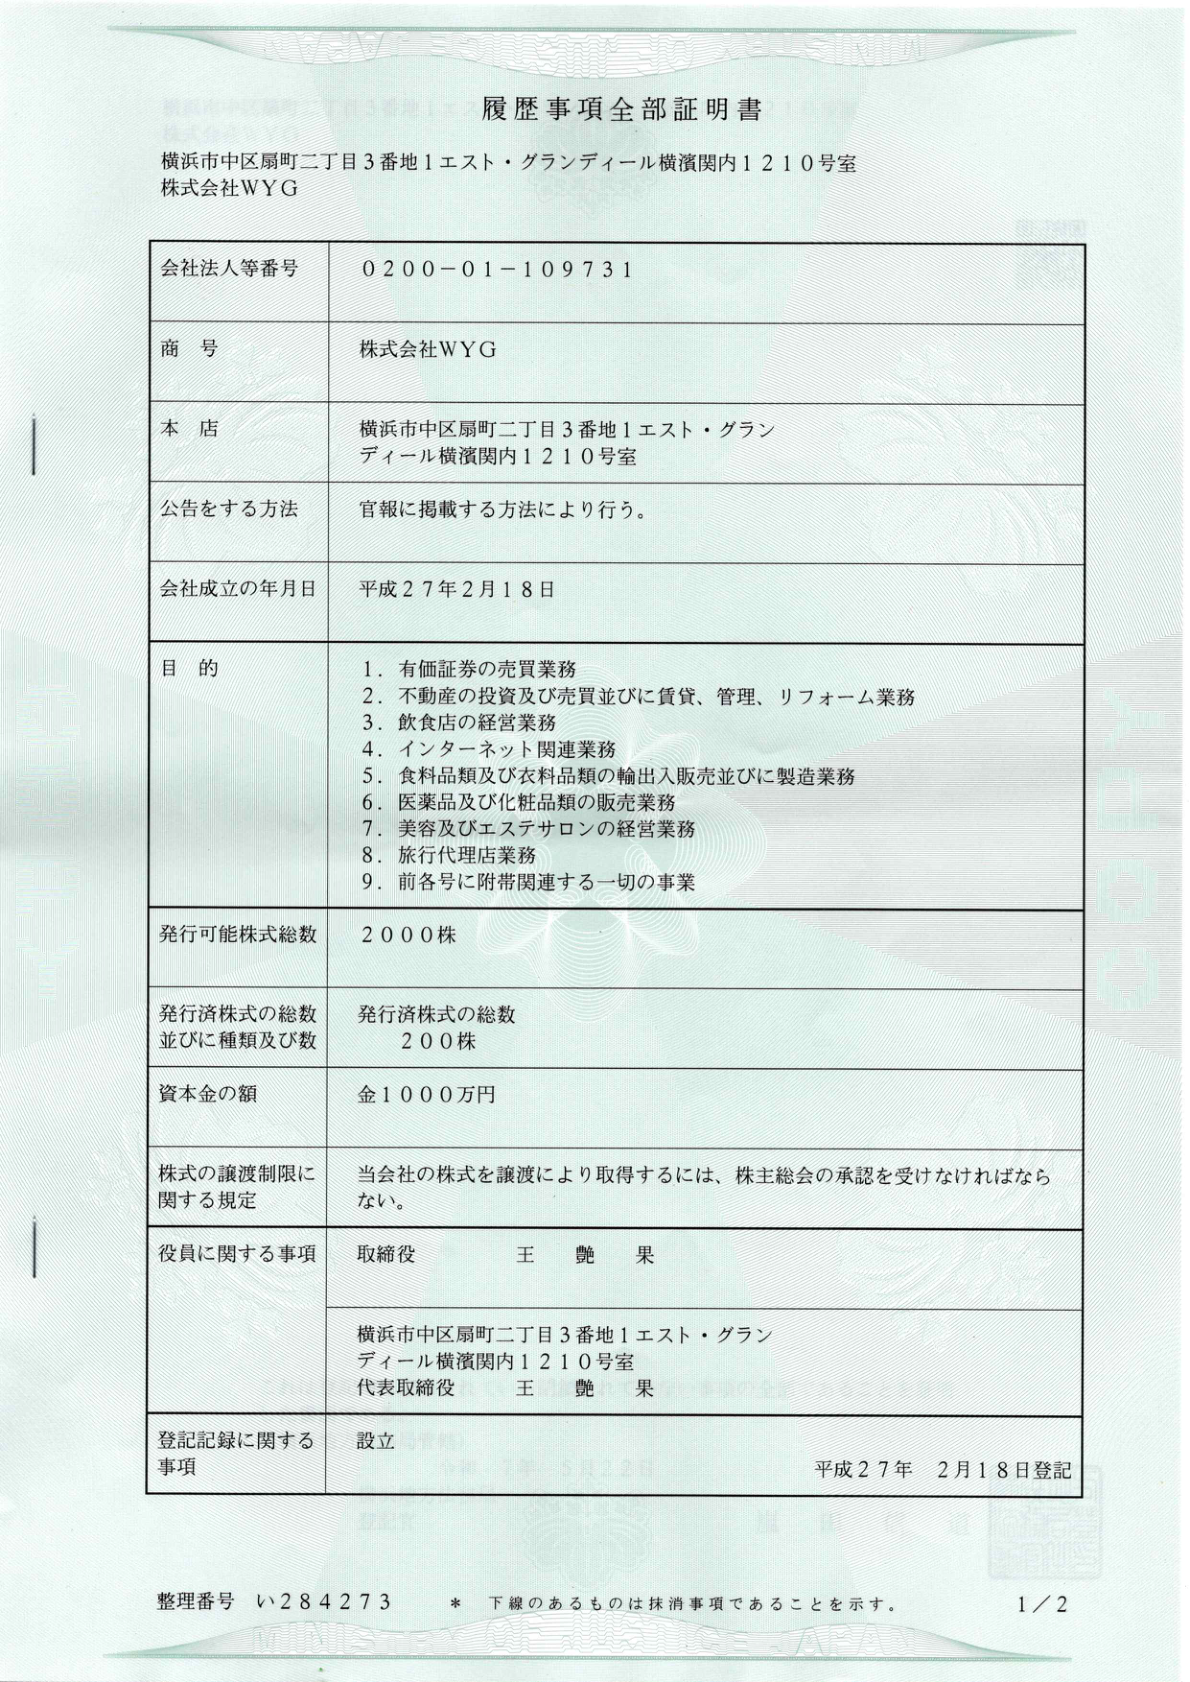 履歴事項全部証明書
横浜市中区扇町二丁目3番地1エスト・グランディール横濱関内1210号室
株式会社WYG
会社法人等番号 0200-01-109731
商 号 株式会社WYG
本 店 横浜市中区扇町二丁目3番地1エスト・グラン
ディール横濱関内1210号室
公告をする方法 官報に掲載する方法により行う。
会社成立の年月日 平成27年2月18日
目 的 1.有価証券の売買業務
2.不動産の投資及び売買並びに賃貸、管理、リフォーム業務
3.飲食店の経営業務
4.インターネット関連業務
5.食料品類及び衣料品類の輸出入販売並びに製造業務
6.医薬品及び化粧品類の販売業務
7.美容及びエステサロンの経営業務
8.旅行代理店業務
9.前各号に附帯関連する一切の事業
発行可能株式総数 2000株
発行済株式の総数 発行済株式の総数
並びに種類及び数 200株
資本金の額 金1000万円
株式の譲渡制限に 当会社の株式を譲渡により取得するには、株主総会の承認を受けなければなら
関する規定 ない。
役員に関する事項 取締役 王 艶 果
横浜市中区扇町二丁目3番地1エスト・グラン
ディール横濱関内1210号室
代表取締役 王 艶 果
登記記録に関する 設立
事項 平成27年 2月18日登記
整理番号 い284273 * 下線のあるものは抹消事項であることを示す。 1/2
MINISTRY OF JUSTICE JAPAN
COPY